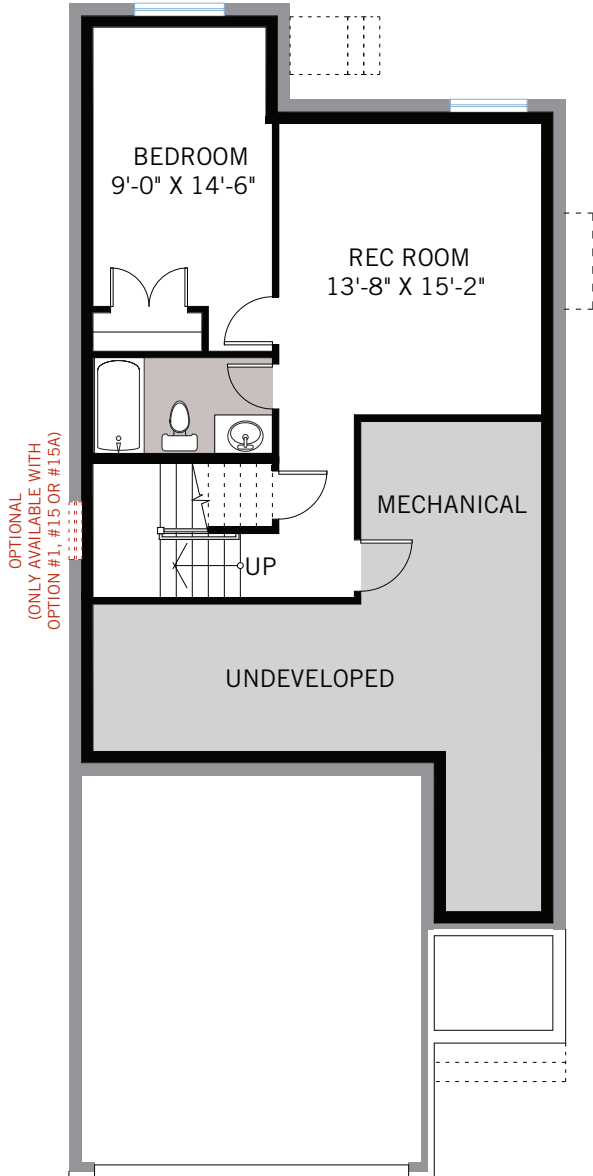 BEDROOM
9'-0" X 14'-6"
REC ROOM
13'-8" X 15'-2"
OPTIONAL
(ONLY AVAILABLE WITH
OPTION #1, #15 OR #15A)
MECHANICAL
UP
UNDEVELOPED